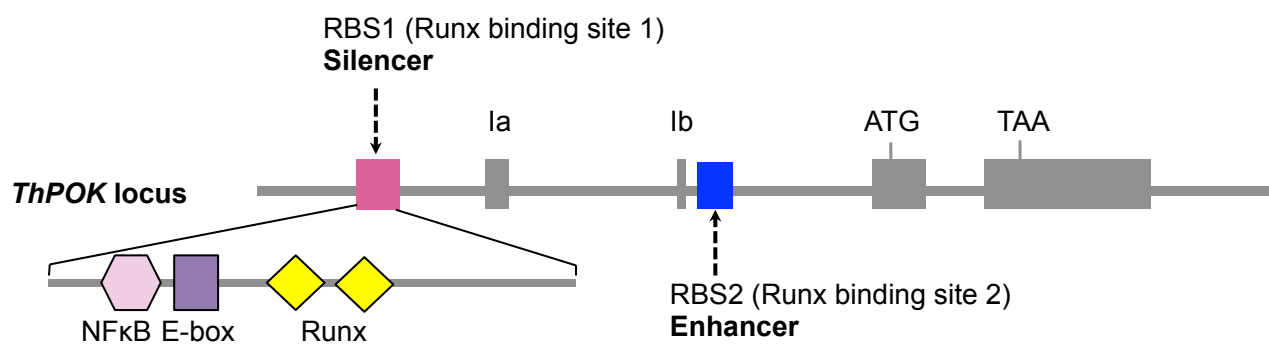 RBS1 (Runx binding site 1)
Silencer
Ia
Ib
ATG
TAA
ThPOK locus
NFκB
E-box
Runx
RBS2 (Runx binding site 2)
Enhancer